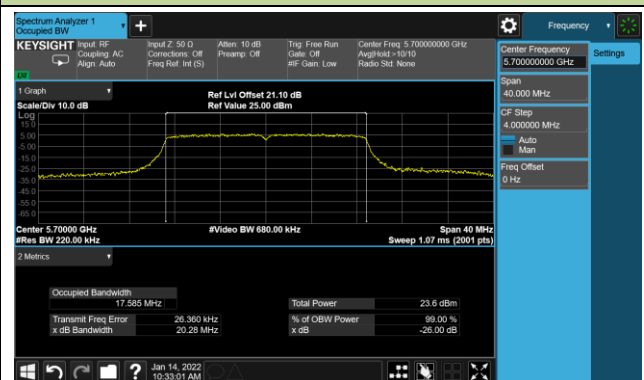 Spectrum Analyzer 1
Occupied BW
+
Frequency
KEYSIGHT
Input: RF
Coupling: AC
Align: Auto
Input Z: 50 Ω
Corrections: Off
Freq Ref: Int (S)
Atten: 10 dB
Preamp: Off
Trig: Free Run
Gate: Off
#IF Gain: Low
Center Freq: 5.700000000 GHz
Avg|Hold:>10/10
Radio Std: None
Center Frequency
5.700000000 GHz
Settings
Span
40.000 MHz
CF Step
4.000000 MHz
Auto
Man
Freq Offset
0 Hz
1 Graph
Scale/Div 10.0 dB
Ref Lvl Offset 21.10 dB
Ref Value 25.00 dBm
Log
15.0
5.00
-5.00
-15.0
-25.0
-35.0
-45.0
-55.0
-65.0
Center 5.70000 GHz
#Video BW 680.00 kHz
Span 40 MHz
#Res BW 220.00 kHz
Sweep 1.07 ms (2001 pts)
2 Metrics
Occupied Bandwidth
17.585 MHz
Total Power
23.6 dBm
Transmit Freq Error
26.360 kHz
% of OBW Power
99.00 %
x dB Bandwidth
20.28 MHz
x dB
-26.00 dB
?
Jan 14, 2022
10:33:01 AM